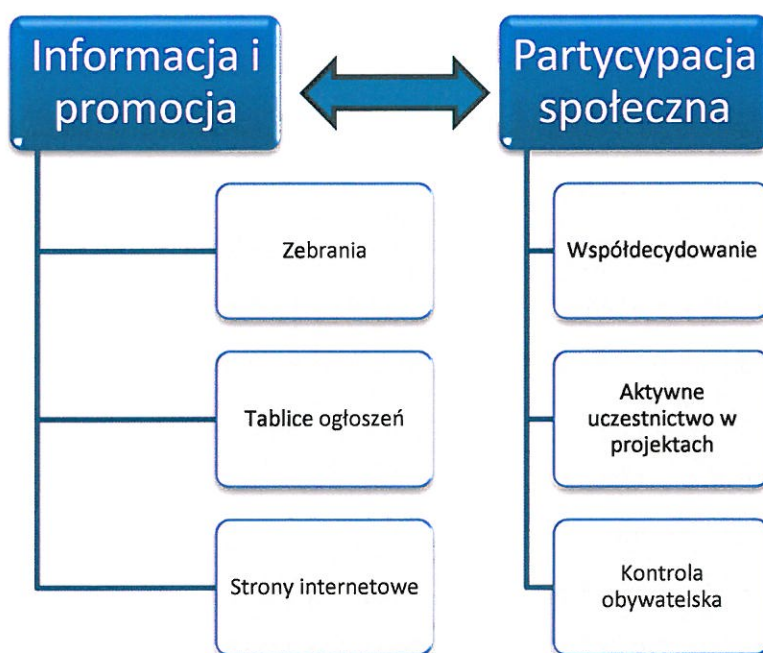 Informacja i
promocja
Partycypacja
społeczna
Zebrania
Tablice ogłoszeń
Strony internetowe
Współdecydowanie
Aktywne
uczestnictwo w
projektach
Kontrola
obywatelska